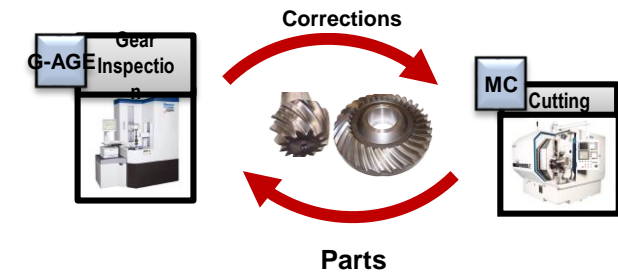 Corrections
G-AGE
Gear
Inspectio
n
MC
Cutting
Parts